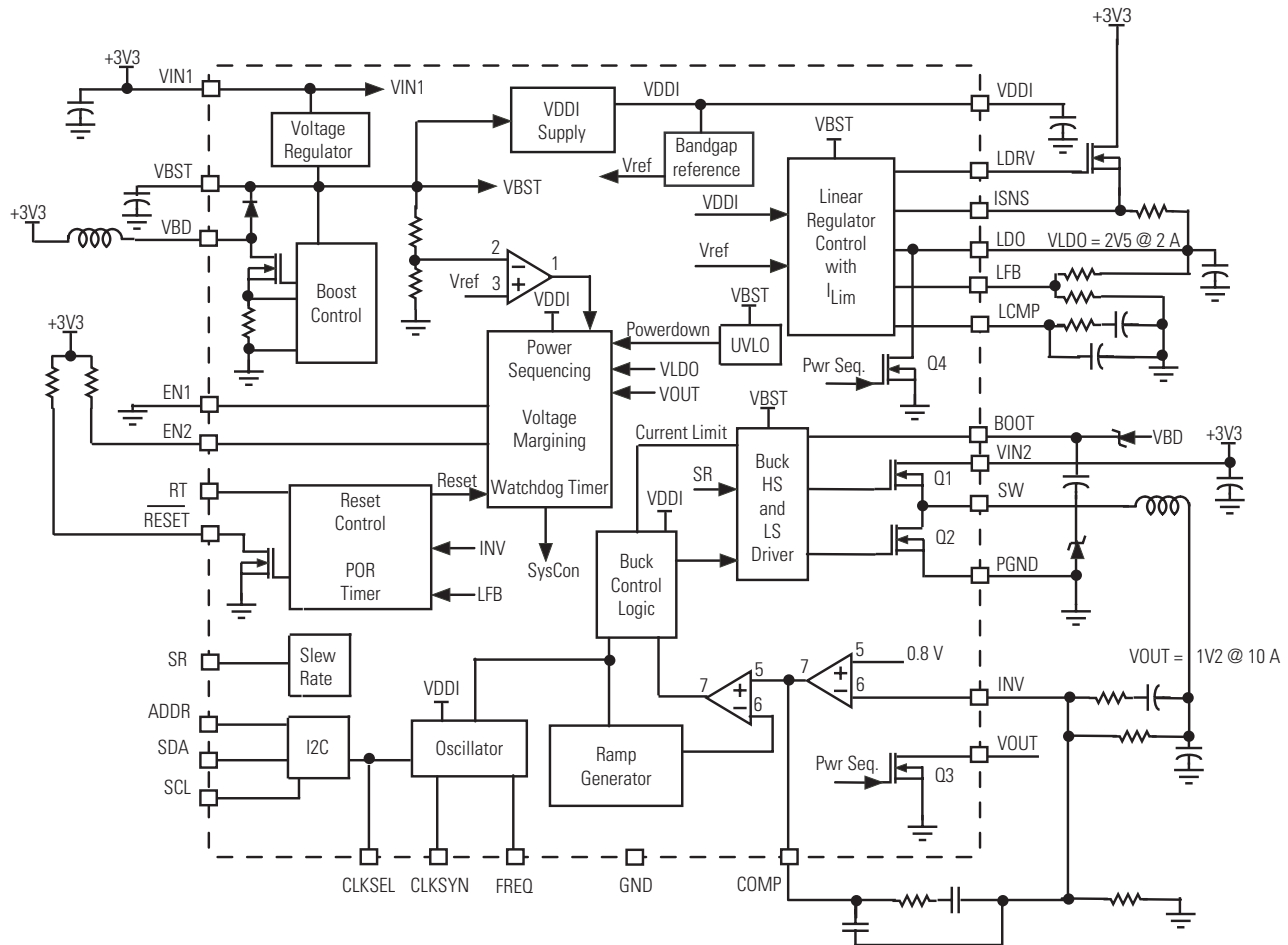 +3V3
+3V3
VIN1
VIN1
VDDI
Supply
VDDI
VDDI
Voltage
Regulator
Bandgap
reference
Vref
VBST
LDRV
VBST
VBST
+3V3
VBD
Linear
Regulator
Control
with
ILim
VDDI
Vref
ISNS
LDO
VLDO = 2V5 @ 2 A
LFB
LCMP
Boost
Control
2
3
1
Vref
VDDI
VBST
Powerdown
UVLO
+3V3
Power
Sequencing
Voltage
Margining
Watchdog Timer
VLDO
VOUT
Pwr Seq.
Q4
EN1
EN2
VBST
BOOT
VBD
+3V3
Current Limit
VIN2
Buck
HS
and
LS
Driver
SR
Q1
SW
RT
RESET
Reset
Control
POR
Timer
Reset
INV
LFB
SysCon
VDDI
Buck
Control
Logic
Q2
PGND
SR
Slew
Rate
5
6
7
5
6
7
0.8 V
INV
VOUT = 1V2 @ 10 A
ADDR
SDA
SCL
I2C
VDDI
Oscillator
Ramp
Generator
Pwr Seq.
Q3
VOUT
CLKSEL
CLKSYN
FREQ
GND
COMP